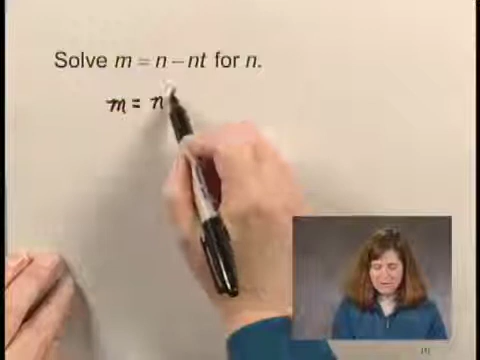 Solve m = n − nt for n.
m = n